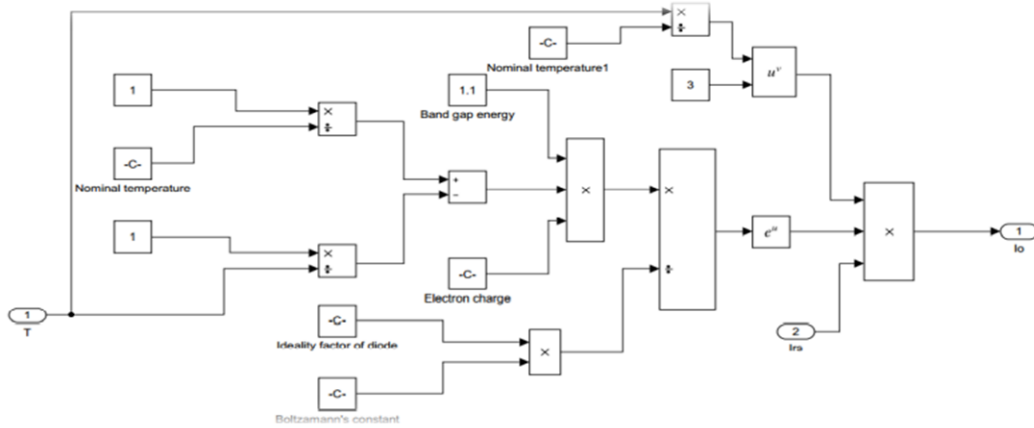 ×
÷
-C-
Nominal temperature1
u^v
3
1
1.1
Band gap energy
×
÷
-C-
Nominal temperature
+
−
×
×
1
×
÷
e^u
×
1
Io
÷
-C-
Electron charge
1
T
-C-
Ideality factor of diode
×
2
Irs
-C-
Boltzamann's constant